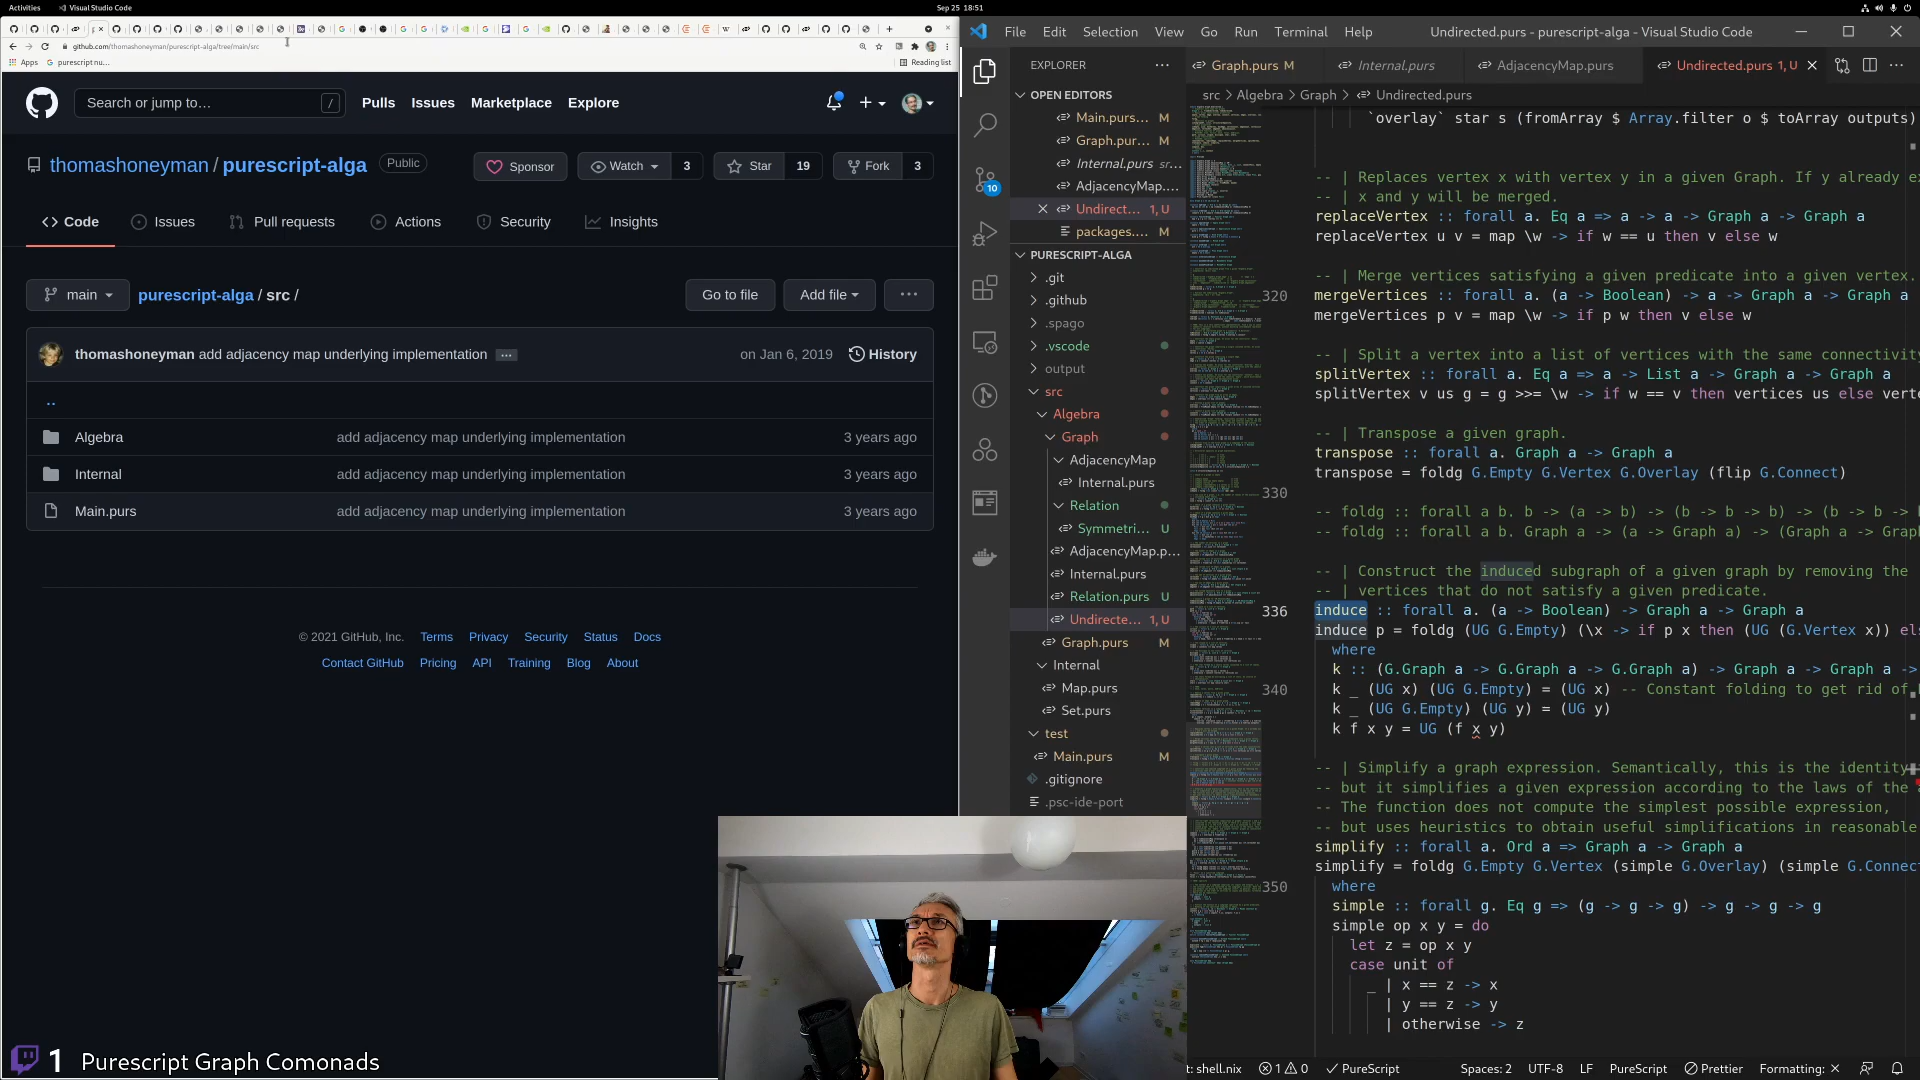 Activities
Visual Studio Code
Sep 25 18:51
github.com/thomashoneyman/purescript-alga/tree/main/src
Apps
purescript nu...
Reading list
Search or jump to…
/
Pulls
Issues
Marketplace
Explore
thomashoneyman / purescript-alga
Public
Sponsor
Watch
3
Star
19
Fork
3
Code
Issues
Pull requests
Actions
Security
Insights
main
purescript-alga / src /
Go to file
Add file
thomashoneyman add adjacency map underlying implementation
on Jan 6, 2019
History
..
Algebra
add adjacency map underlying implementation
3 years ago
Internal
add adjacency map underlying implementation
3 years ago
Main.purs
add adjacency map underlying implementation
3 years ago
© 2021 GitHub, Inc.
Terms
Privacy
Security
Status
Docs
Contact GitHub
Pricing
API
Training
Blog
About
1
Purescript Graph Comonads
File
Edit
Selection
View
Go
Run
Terminal
Help
Undirected.purs - purescript-alga - Visual Studio Code
EXPLORER
10
OPEN EDITORS
Main.purs... M
Graph.pur... M
Internal.purs sr...
AdjacencyMap....
Undirect... 1, U
packages.... M
PURESCRIPT-ALGA
.git
.github
.spago
.vscode
output
src
Algebra
Graph
AdjacencyMap
Internal.purs
Relation
Symmetri... U
AdjacencyMap.p...
Internal.purs
Relation.purs U
Undirecte... 1, U
Graph.purs M
Internal
Map.purs
Set.purs
test
Main.purs M
.gitignore
.psc-ide-port
Graph.purs M
Internal.purs
AdjacencyMap.purs
Undirected.purs 1, U
src > Algebra > Graph > Undirected.purs
`overlay` star s (fromArray $ Array.filter o $ toArray outputs)
-- | Replaces vertex x with vertex y in a given Graph. If y already ex
-- | x and y will be merged.
replaceVertex :: forall a. Eq a => a -> a -> Graph a -> Graph a
replaceVertex u v = map \w -> if w == u then v else w
-- | Merge vertices satisfying a given predicate into a given vertex.
320
mergeVertices :: forall a. (a -> Boolean) -> a -> Graph a -> Graph a
mergeVertices p v = map \w -> if p w then v else w
-- | Split a vertex into a list of vertices with the same connectivity
splitVertex :: forall a. Eq a => a -> List a -> Graph a -> Graph a
splitVertex v us g = g >>= \w -> if w == v then vertices us else verte
-- | Transpose a given graph.
transpose :: forall a. Graph a -> Graph a
transpose = foldg G.Empty G.Vertex G.Overlay (flip G.Connect)
330
-- foldg :: forall a b. b -> (a -> b) -> (b -> b -> b) -> (b -> b -> b
-- foldg :: forall a b. Graph a -> (a -> Graph a) -> (Graph a -> Graph
-- | Construct the induced subgraph of a given graph by removing the
-- | vertices that do not satisfy a given predicate.
336
induce :: forall a. (a -> Boolean) -> Graph a -> Graph a
induce p = foldg (UG G.Empty) (\x -> if p x then (UG (G.Vertex x)) els
where
k :: (G.Graph a -> G.Graph a -> G.Graph a) -> Graph a -> Graph a ->
340
k _ (UG x) (UG G.Empty) = (UG x) -- Constant folding to get rid of
k _ (UG G.Empty) (UG y) = (UG y)
k f x y = UG (f x y)
-- | Simplify a graph expression. Semantically, this is the identity
-- but it simplifies a given expression according to the laws of the
-- The function does not compute the simplest possible expression,
-- but uses heuristics to obtain useful simplifications in reasonable
simplify :: forall a. Ord a => Graph a -> Graph a
simplify = foldg G.Empty G.Vertex (simple G.Overlay) (simple G.Connect
350
where
simple :: forall g. Eq g => (g -> g -> g) -> g -> g -> g
simple op x y = do
let z = op x y
case unit of
_ | x == z -> x
| y == z -> y
| otherwise -> z
t: shell.nix
1
0
PureScript
Spaces: 2
UTF-8
LF
PureScript
Prettier
Formatting: